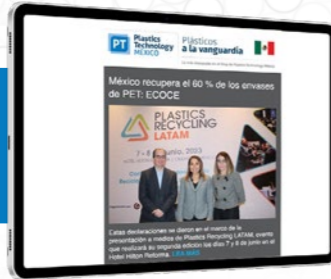 PT
Plastics
Technology
MÉXICO
Plásticos
a la vanguardia
México recupera el 60 % de los envases
de PET: ECOCE
PLASTICS
RECYCLING
LATAM
7 - 8 junio, 2023
Estas declaraciones se dieron en el marco de la
presentación a medios de Plastics Recycling LATAM, evento
que realizará su segunda edición los días 7 y 8 de junio en el
Hotel Hilton Reforma. LEA MÁS